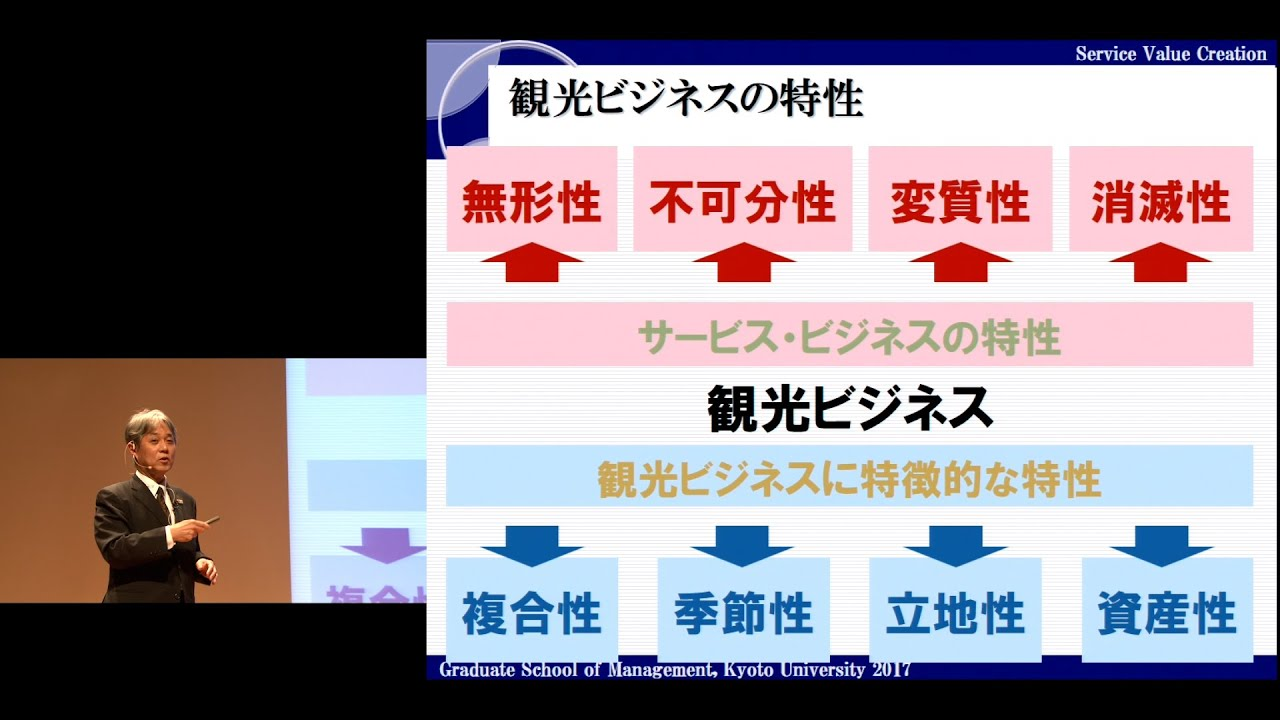 Service Value Creation
観光ビジネスの特性
無形性
不可分性
変質性
消滅性
サービス・ビジネスの特性
観光ビジネス
観光ビジネスに特徴的な特性
複合性
季節性
立地性
資産性
Graduate School of Management, Kyoto University 2017
複合性